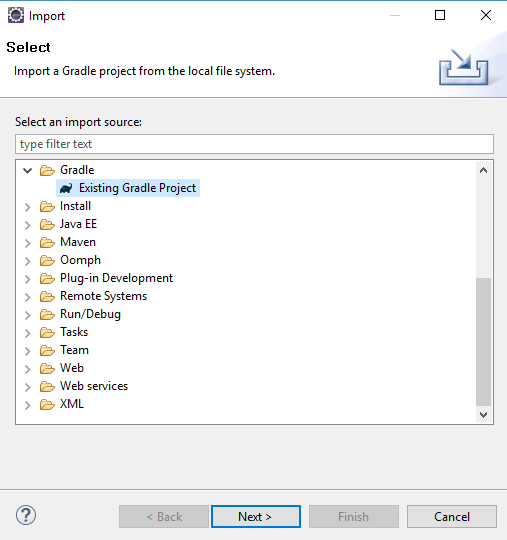 Import
Select
Import a Gradle project from the local file system.
Select an import source:
type filter text
Gradle
Existing Gradle Project
Install
Java EE
Maven
Oomph
Plug-in Development
Remote Systems
Run/Debug
Tasks
Team
Web
Web services
XML
?
< Back
Next >
Finish
Cancel